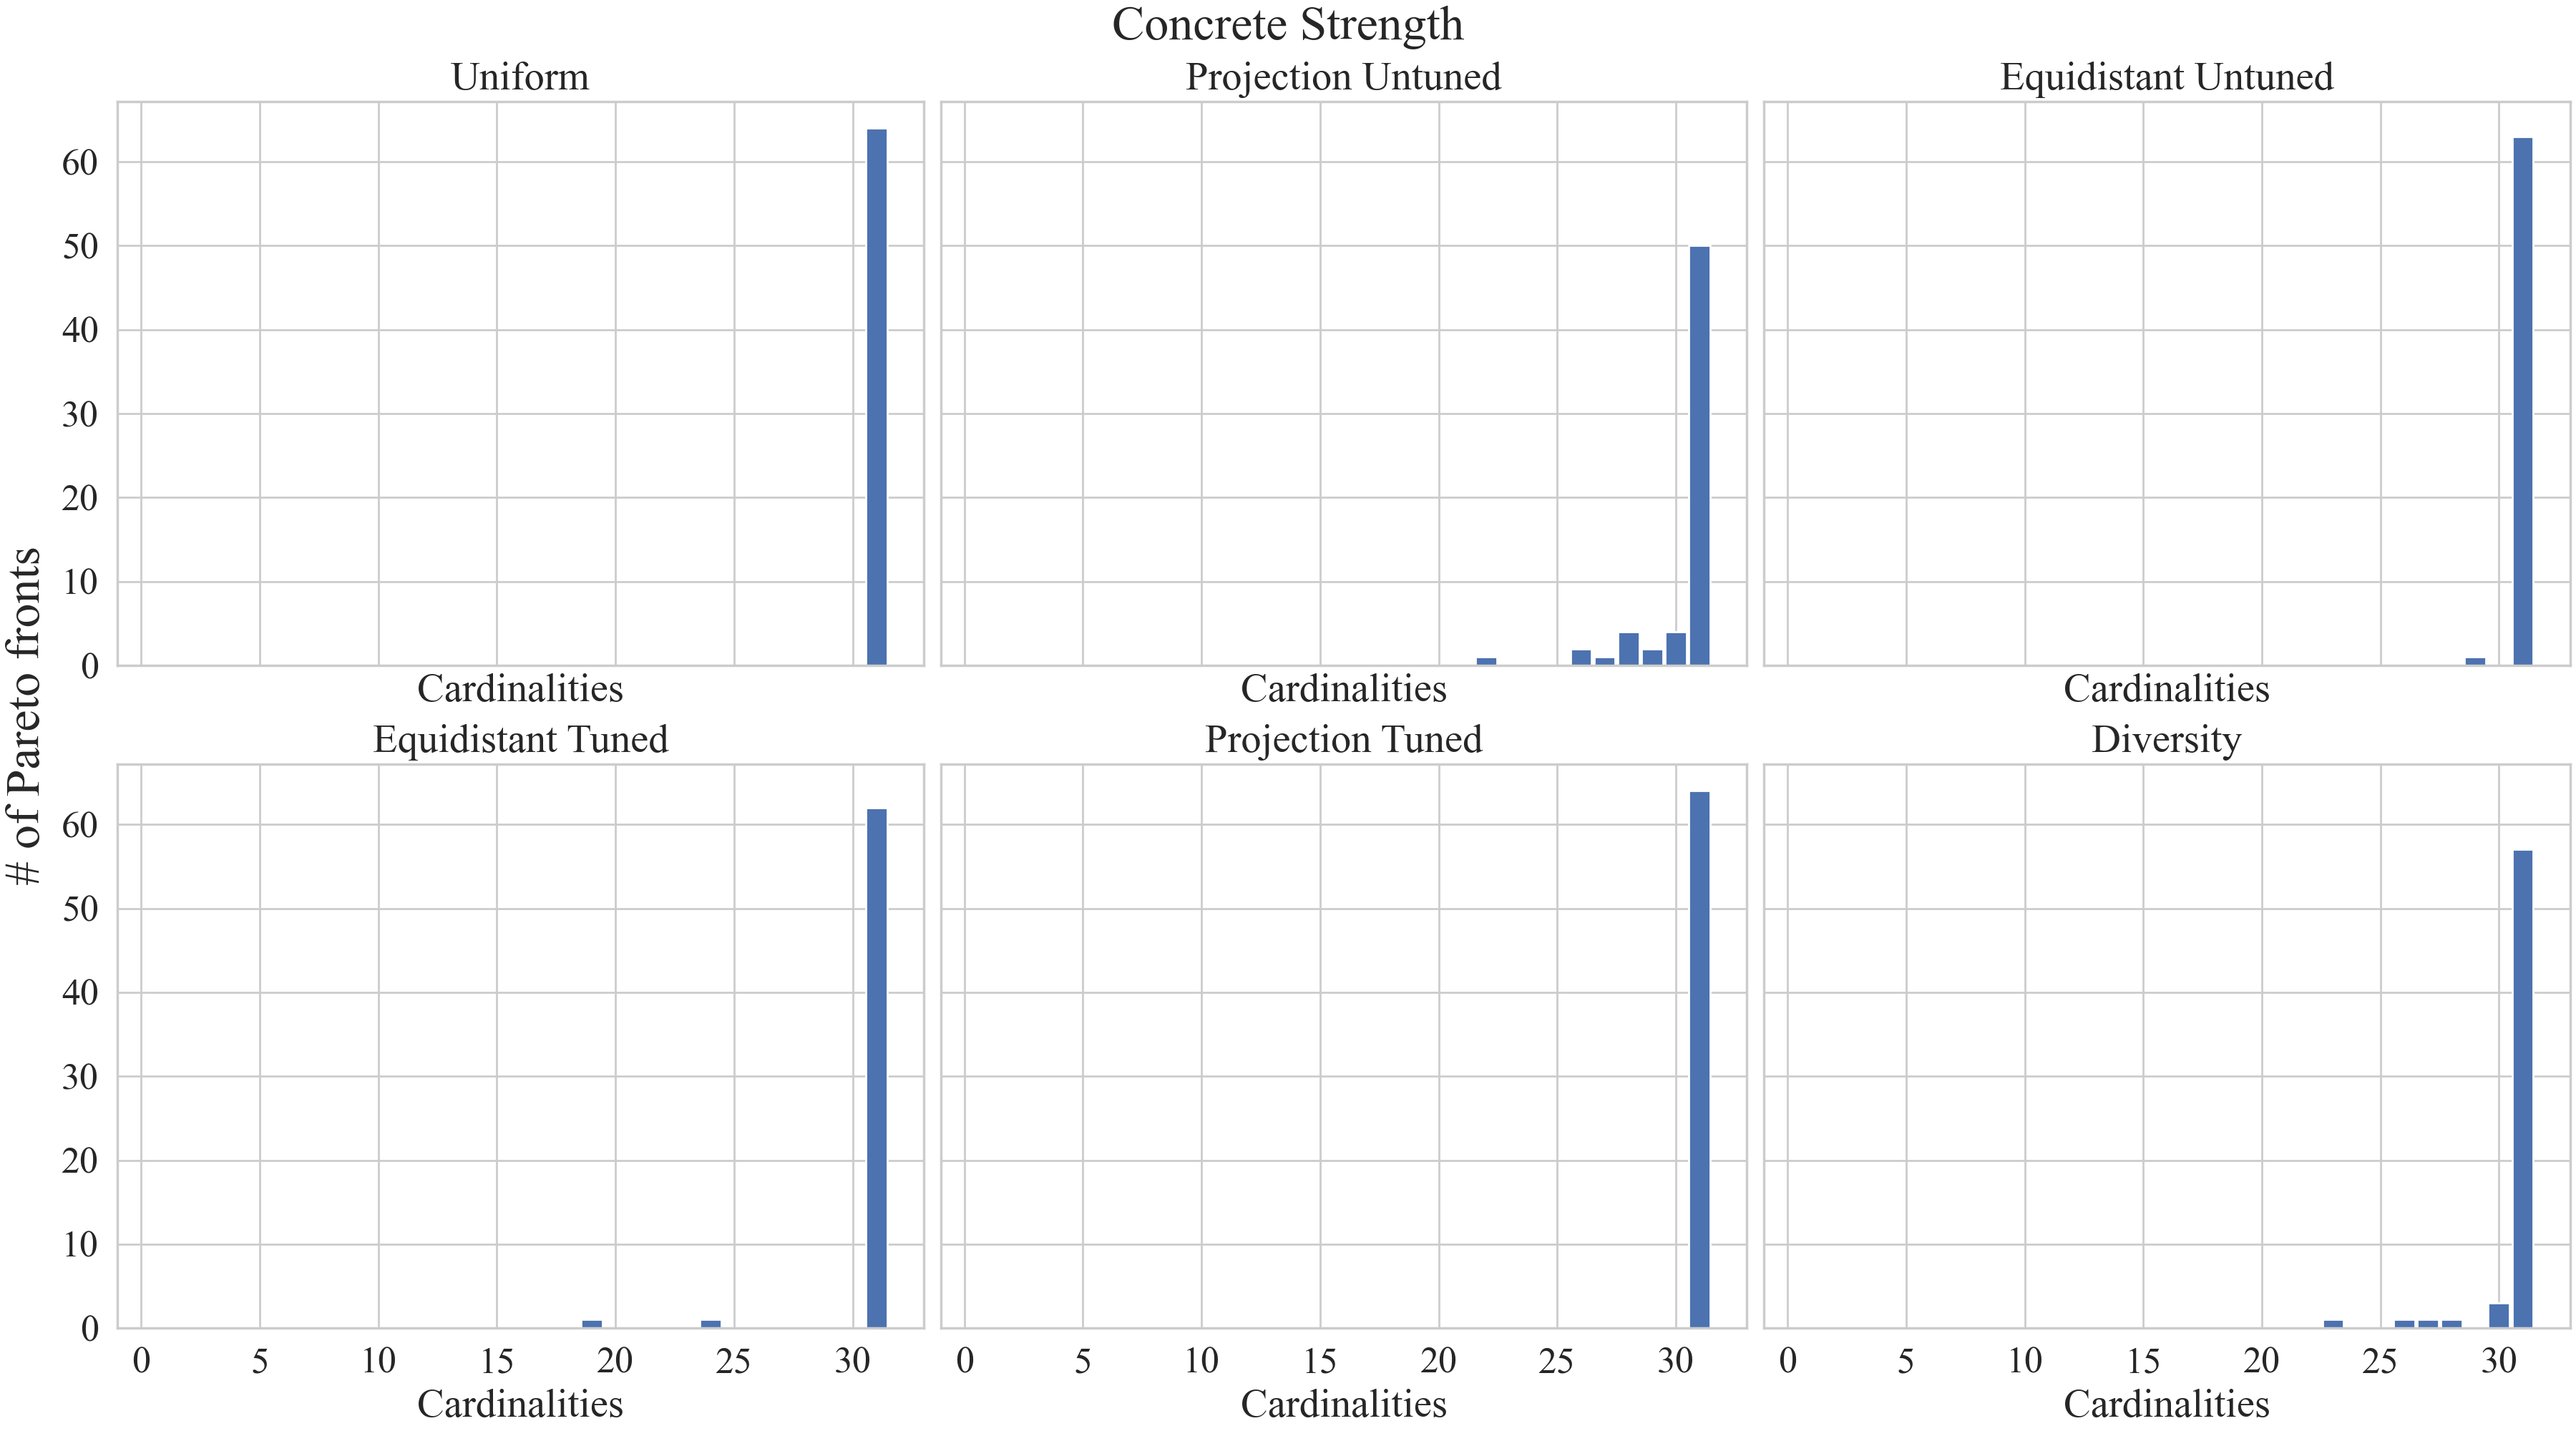 Concrete Strength
Uniform
Projection Untuned
Equidistant Untuned
60
50
40
30
20
10
0
Cardinalities
Cardinalities
Cardinalities
# of Pareto fronts
Equidistant Tuned
Projection Tuned
Diversity
60
50
40
30
20
10
0
0 5 10 15 20 25 30
0 5 10 15 20 25 30
0 5 10 15 20 25 30
Cardinalities
Cardinalities
Cardinalities